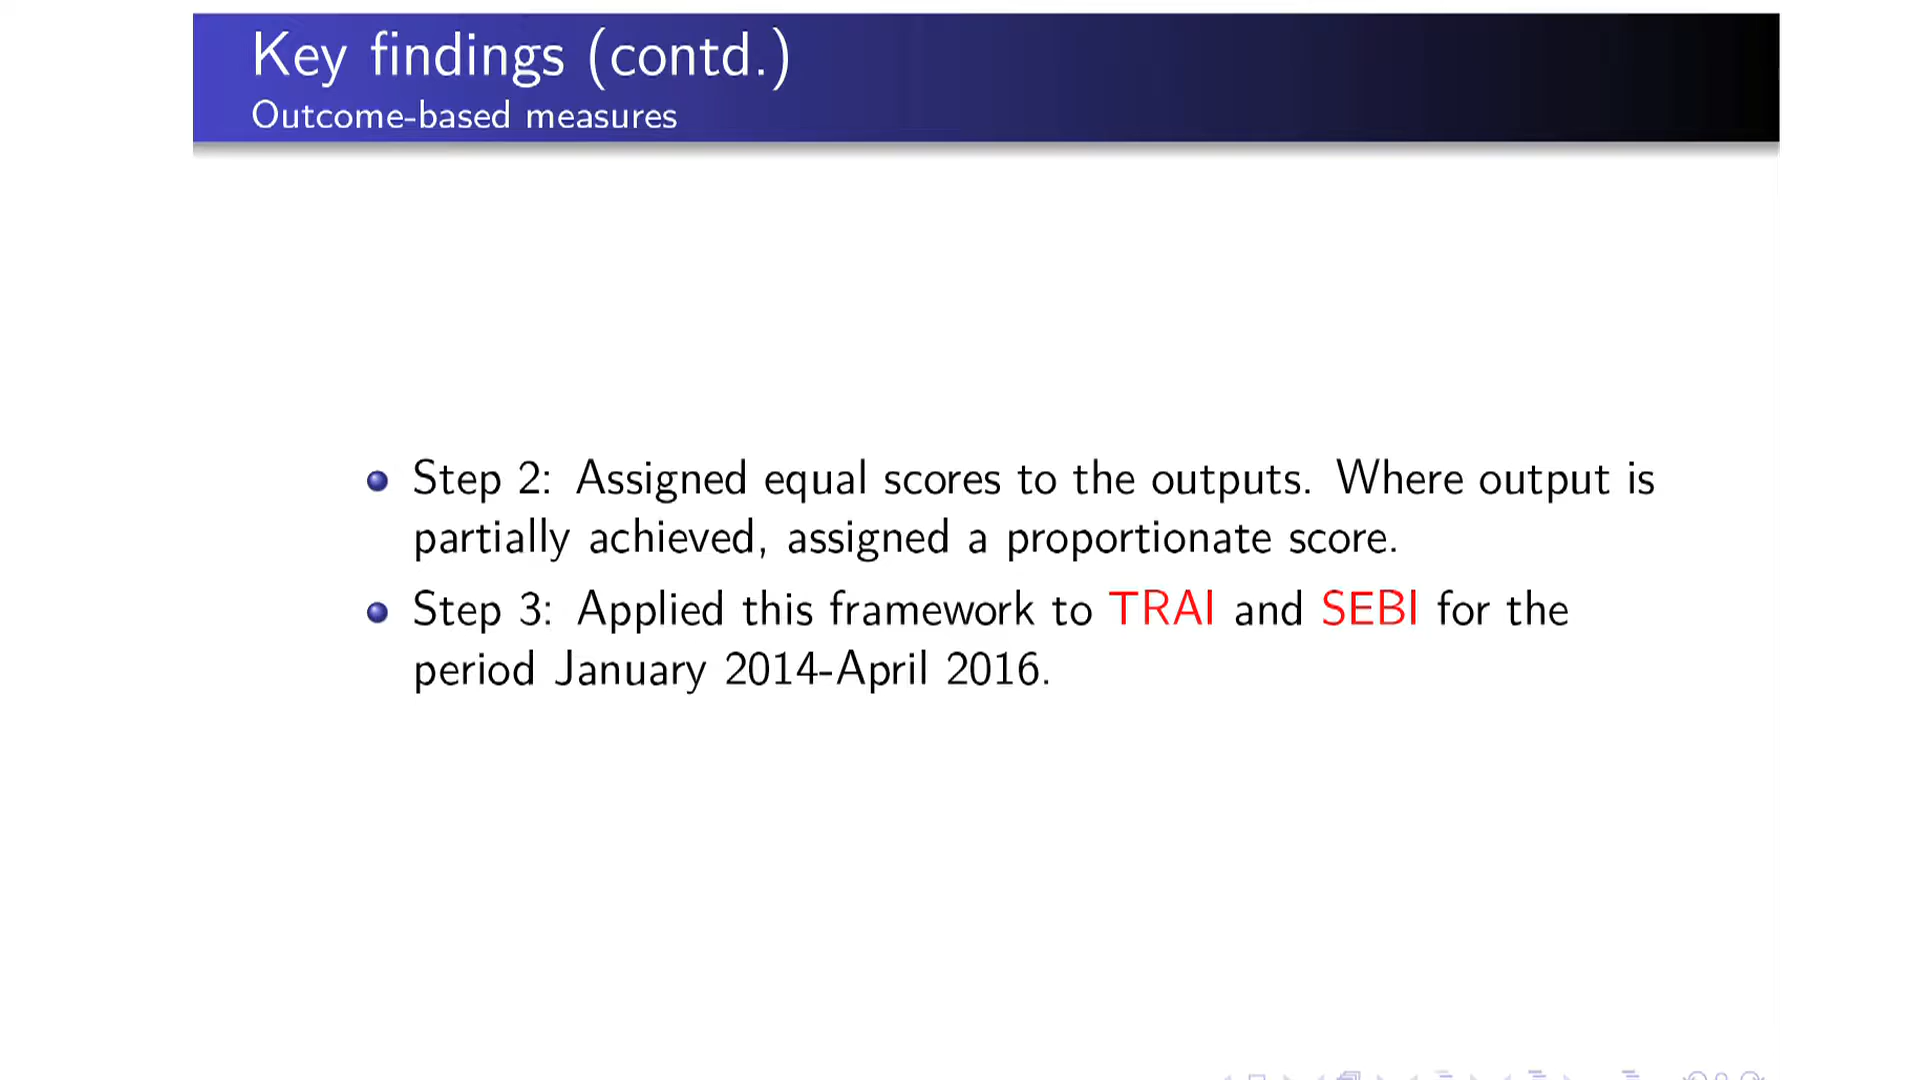 Key findings (contd.)
Outcome-based measures
Step 2: Assigned equal scores to the outputs. Where output is
partially achieved, assigned a proportionate score.
Step 3: Applied this framework to TRAI and SEBI for the
period January 2014-April 2016.